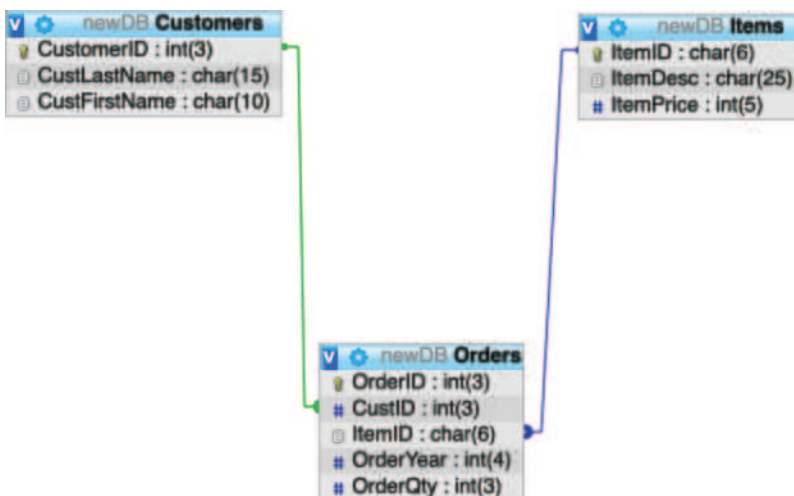 newDB Customers
CustomerID : int(3)
CustLastName : char(15)
CustFirstName : char(10)
newDB Items
ItemID : char(6)
ItemDesc : char(25)
# ItemPrice : int(5)
newDB Orders
OrderID : int(3)
# CustID : int(3)
ItemID : char(6)
# OrderYear : int(4)
# OrderQty : int(3)